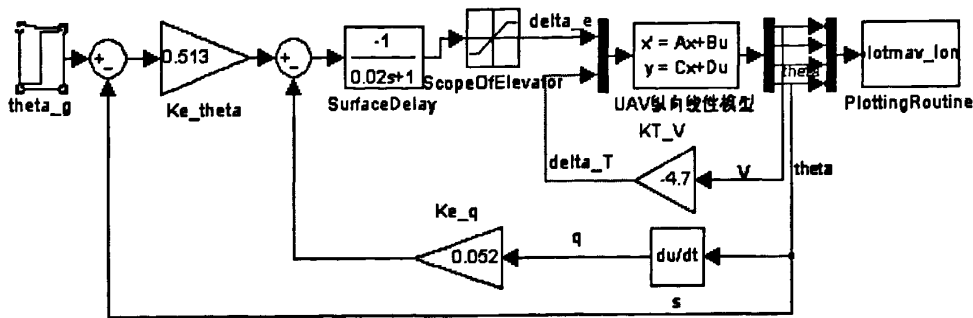 theta_g
+
-
0.513
Ke_theta
+
-
-1
0.02s+1
SurfaceDelay
ScopeOfElevator
delta_e
x' = Ax+Bu
y = Cx+Du
UAV纵向线性模型
theta
lotmav_lon
PlottingRoutine
KT_V
-4.7
delta_T
V
theta
Ke_q
0.052
q
du/dt
s